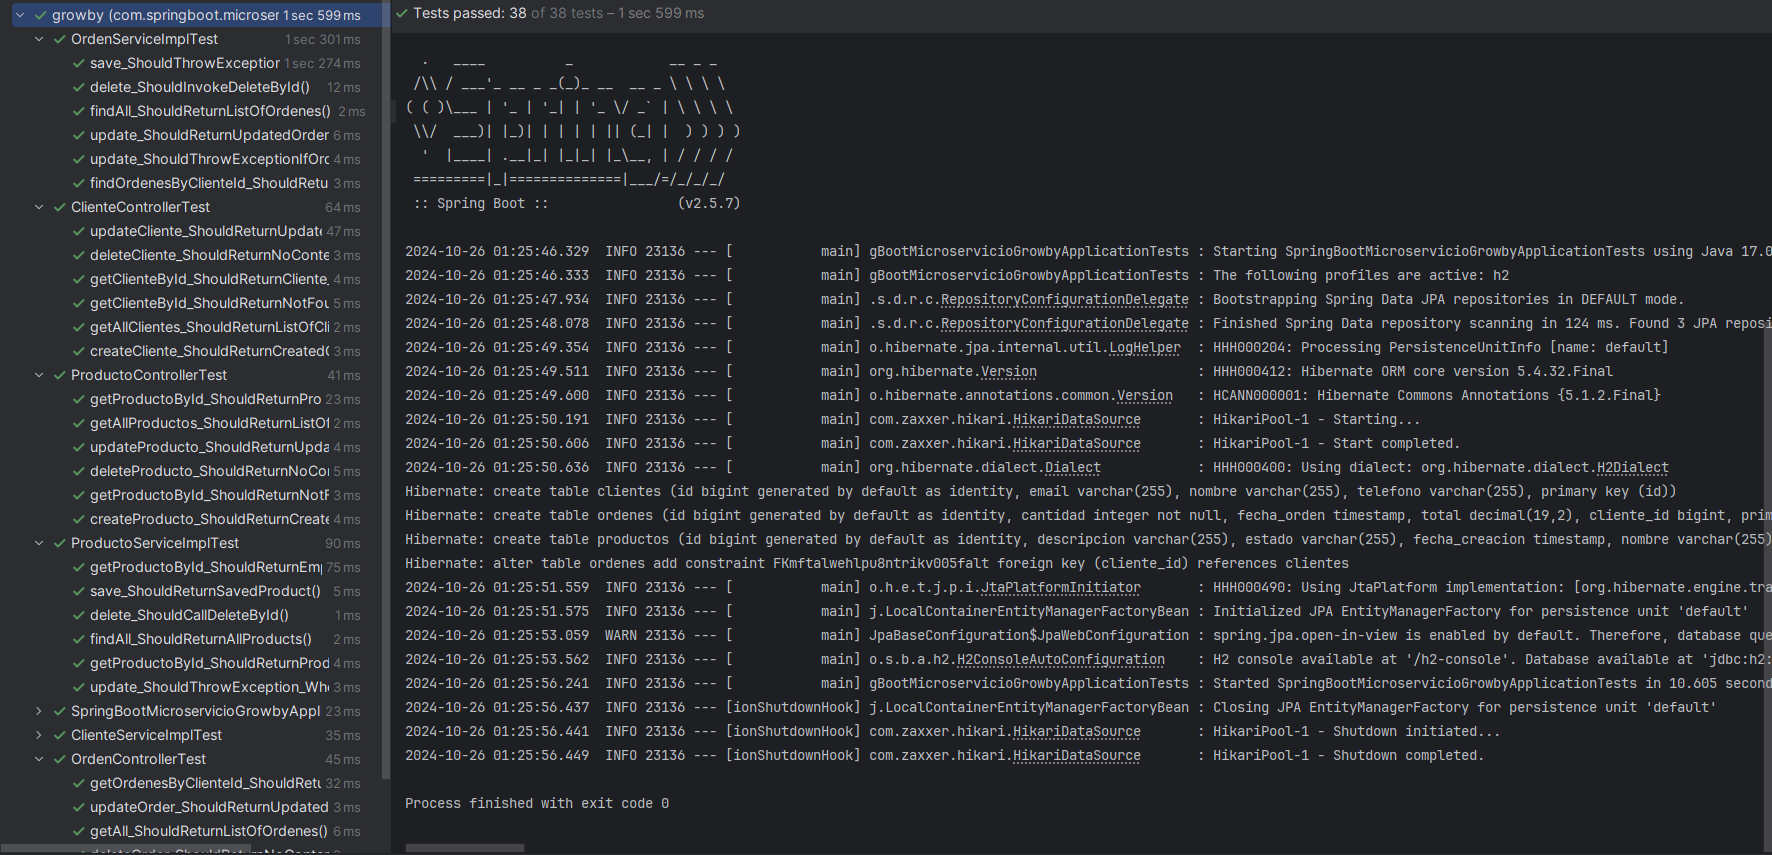 growby (com.springboot.microser 1 sec 599 ms
OrdenServiceImplTest 1 sec 301 ms
save_ShouldThrowException 1 sec 274 ms
delete_ShouldInvokeDeleteById() 12 ms
findAll_ShouldReturnListOfOrdenes() 2 ms
update_ShouldReturnUpdatedOrder 6 ms
update_ShouldThrowExceptionIfOrd 4 ms
findOrdenesByClienteId_ShouldRetu 3 ms
ClienteControllerTest 64 ms
updateCliente_ShouldReturnUpdate 47 ms
deleteCliente_ShouldReturnNoConte 3 ms
getClienteById_ShouldReturnCliente_ 4 ms
getClienteById_ShouldReturnNotFou 5 ms
getAllClientes_ShouldReturnListOfCli 2 ms
createCliente_ShouldReturnCreated 3 ms
ProductoControllerTest 41 ms
getProductoById_ShouldReturnPro 23 ms
getAllProductos_ShouldReturnListOf 2 ms
updateProducto_ShouldReturnUpda 4 ms
deleteProducto_ShouldReturnNoCo 5 ms
getProductoById_ShouldReturnNotF 3 ms
createProducto_ShouldReturnCreate 4 ms
ProductoServiceImplTest 90 ms
getProductoById_ShouldReturnEmp 75 ms
save_ShouldReturnSavedProduct() 5 ms
delete_ShouldCallDeleteById() 1 ms
findAll_ShouldReturnAllProducts() 2 ms
getProductoById_ShouldReturnProd 4 ms
update_ShouldThrowException_Whe 3 ms
SpringBootMicroservicioGrowbyAppl 23 ms
ClienteServiceImplTest 35 ms
OrdenControllerTest 45 ms
getOrdenesByClienteId_ShouldRetu 32 ms
updateOrder_ShouldReturnUpdated 3 ms
getAll_ShouldReturnListOfOrdenes() 6 ms
Tests passed: 38 of 38 tests – 1 sec 599 ms
  .   ____          _            __ _ _
 /\\ / ___'_ __ _ _(_)_ __  __ _ \ \ \ \
( ( )\___ | '_ | '_| | '_ \/ _` | \ \ \ \
 \\/  ___)| |_)| | | | | || (_| |  ) ) ) )
  '  |____| .__|_| |_|_| |_\__, | / / / /
 =========|_|==============|___/=/_/_/_/
 :: Spring Boot ::                (v2.5.7)
2024-10-26 01:25:46.329  INFO 23136 --- [           main] gBootMicroservicioGrowbyApplicationTests : Starting SpringBootMicroservicioGrowbyApplicationTests using Java 17.0
2024-10-26 01:25:46.333  INFO 23136 --- [           main] gBootMicroservicioGrowbyApplicationTests : The following profiles are active: h2
2024-10-26 01:25:47.934  INFO 23136 --- [           main] .s.d.r.c.RepositoryConfigurationDelegate : Bootstrapping Spring Data JPA repositories in DEFAULT mode.
2024-10-26 01:25:48.078  INFO 23136 --- [           main] .s.d.r.c.RepositoryConfigurationDelegate : Finished Spring Data repository scanning in 124 ms. Found 3 JPA reposi
2024-10-26 01:25:49.354  INFO 23136 --- [           main] o.hibernate.jpa.internal.util.LogHelper  : HHH000204: Processing PersistenceUnitInfo [name: default]
2024-10-26 01:25:49.511  INFO 23136 --- [           main] org.hibernate.Version                    : HHH000412: Hibernate ORM core version 5.4.32.Final
2024-10-26 01:25:49.600  INFO 23136 --- [           main] o.hibernate.annotations.common.Version   : HCANN000001: Hibernate Commons Annotations {5.1.2.Final}
2024-10-26 01:25:50.191  INFO 23136 --- [           main] com.zaxxer.hikari.HikariDataSource       : HikariPool-1 - Starting...
2024-10-26 01:25:50.606  INFO 23136 --- [           main] com.zaxxer.hikari.HikariDataSource       : HikariPool-1 - Start completed.
2024-10-26 01:25:50.636  INFO 23136 --- [           main] org.hibernate.dialect.Dialect            : HHH000400: Using dialect: org.hibernate.dialect.H2Dialect
Hibernate: create table clientes (id bigint generated by default as identity, email varchar(255), nombre varchar(255), telefono varchar(255), primary key (id))
Hibernate: create table ordenes (id bigint generated by default as identity, cantidad integer not null, fecha_orden timestamp, total decimal(19,2), cliente_id bigint, prim
Hibernate: create table productos (id bigint generated by default as identity, descripcion varchar(255), estado varchar(255), fecha_creacion timestamp, nombre varchar(255)
Hibernate: alter table ordenes add constraint FKmftalwehlpu8ntrikv005falt foreign key (cliente_id) references clientes
2024-10-26 01:25:51.559  INFO 23136 --- [           main] o.h.e.t.j.p.i.JtaPlatformInitiator       : HHH000490: Using JtaPlatform implementation: [org.hibernate.engine.tra
2024-10-26 01:25:51.575  INFO 23136 --- [           main] j.LocalContainerEntityManagerFactoryBean : Initialized JPA EntityManagerFactory for persistence unit 'default'
2024-10-26 01:25:53.059  WARN 23136 --- [           main] JpaBaseConfiguration$JpaWebConfiguration : spring.jpa.open-in-view is enabled by default. Therefore, database que
2024-10-26 01:25:53.562  INFO 23136 --- [           main] o.s.b.a.h2.H2ConsoleAutoConfiguration    : H2 console available at '/h2-console'. Database available at 'jdbc:h2:
2024-10-26 01:25:56.241  INFO 23136 --- [           main] gBootMicroservicioGrowbyApplicationTests : Started SpringBootMicroservicioGrowbyApplicationTests in 10.605 second
2024-10-26 01:25:56.437  INFO 23136 --- [ionShutdownHook] j.LocalContainerEntityManagerFactoryBean : Closing JPA EntityManagerFactory for persistence unit 'default'
2024-10-26 01:25:56.441  INFO 23136 --- [ionShutdownHook] com.zaxxer.hikari.HikariDataSource       : HikariPool-1 - Shutdown initiated...
2024-10-26 01:25:56.449  INFO 23136 --- [ionShutdownHook] com.zaxxer.hikari.HikariDataSource       : HikariPool-1 - Shutdown completed.
Process finished with exit code 0